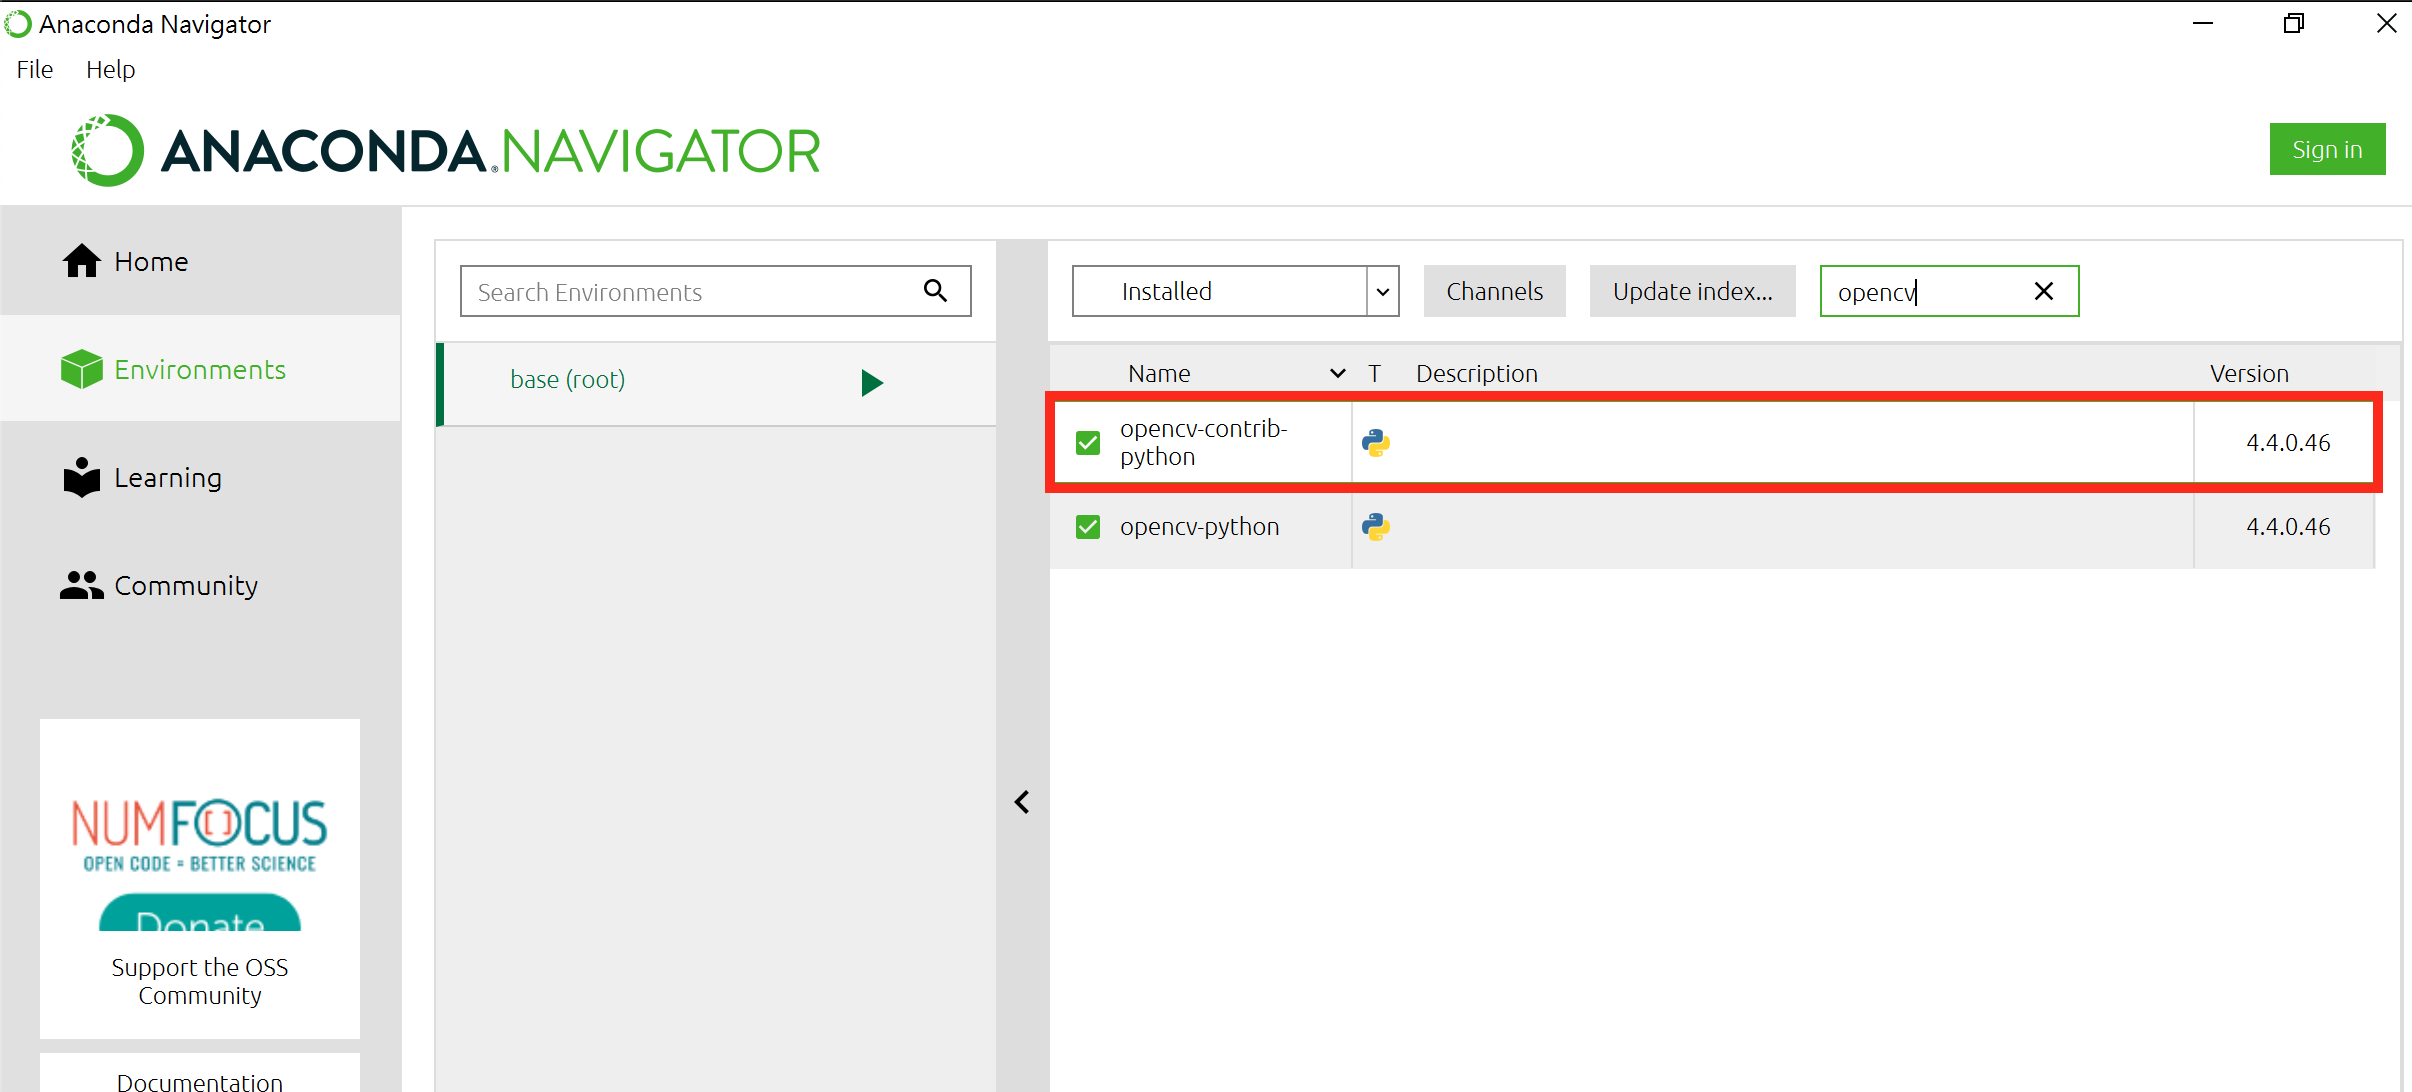 Anaconda Navigator
File Help
ANACONDA.NAVIGATOR
Sign in
Home
Environments
Learning
Community
NUMFOCUS
OPEN CODE = BETTER SCIENCE
Donate
Support the OSS
Community
Documentation
Search Environments
base (root)
Installed Channels Update index... opencv
Name T Description Version
opencv-contrib-
python 4.4.0.46
opencv-python 4.4.0.46